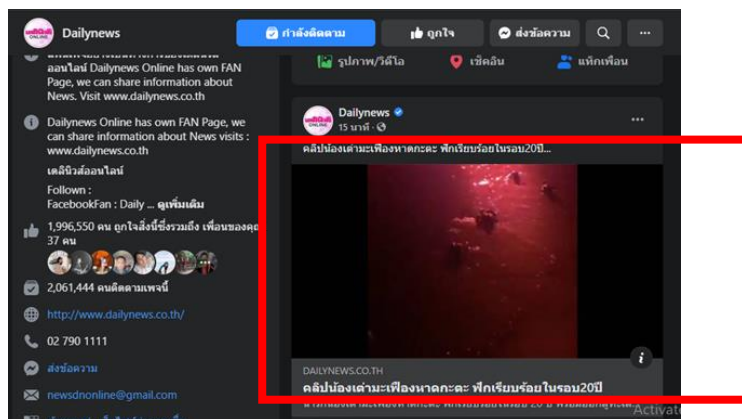 Dailynews
กำลังติดตาม
ถูกใจ
ส่งข้อความ
ออนไลน์ Dailynews Online has own FAN
Page, we can share information about
News. Visit www.dailynews.co.th
Dailynews Online has own FAN Page, we
can share information about News visits :
www.dailynews.co.th
เดลินิวส์ออนไลน์
Follown :
FacebookFan : Daily ... ดูเพิ่มเติม
1,996,550 คน ถูกใจสิ่งนี้ซึ่งรวมถึง เพื่อนของคุณ
37 คน
2,061,444 คนติดตามเพจนี้
http://www.dailynews.co.th/
02 790 1111
ส่งข้อความ
newsdnonline@gmail.com
รูปภาพ/วิดีโอ
เช็คอิน
แท็กเพื่อน
Dailynews
15 นาที ·
คลิปน้องเต่ามะเฟืองหาดกะตะ ฟักเรียบร้อยในรอบ20ปี...
DAILYNEWS.CO.TH
คลิปน้องเต่ามะเฟืองหาดกะตะ ฟักเรียบร้อยในรอบ20ปี